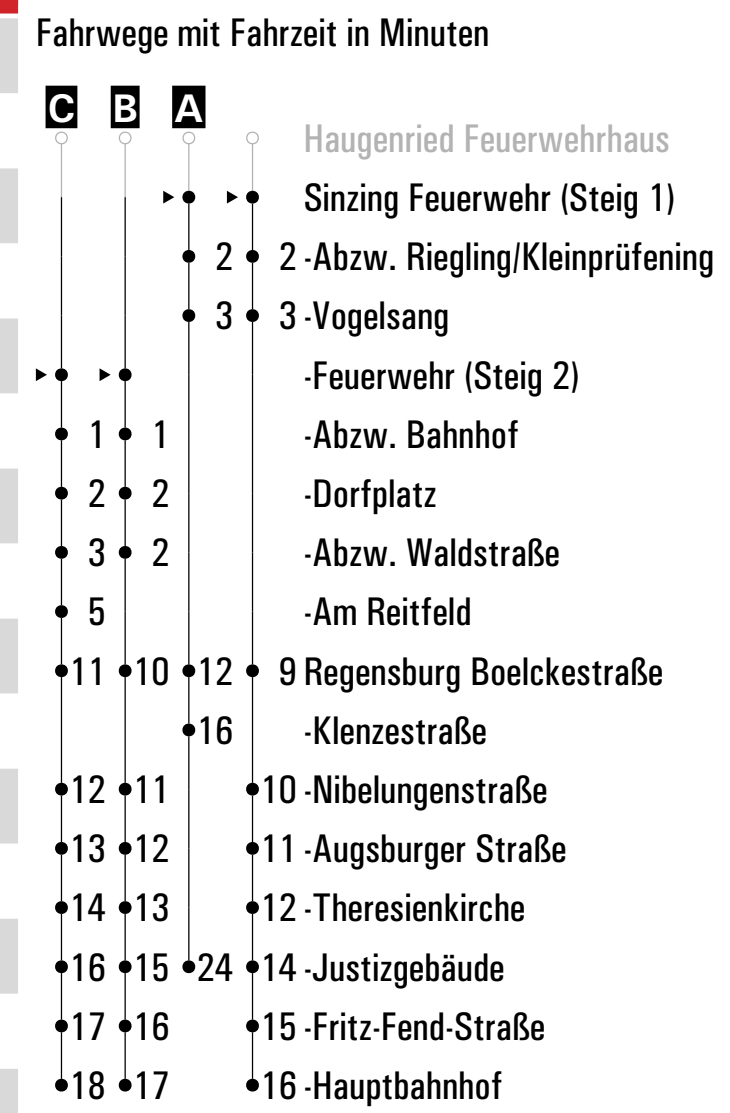 Fahrwege mit Fahrzeit in Minuten
C B A
Haugenried Feuerwehrhaus
Sinzing Feuerwehr (Steig 1)
2 2 -Abzw. Riegling/Kleinprüfening
3 3 -Vogelsang
-Feuerwehr (Steig 2)
1 1 -Abzw. Bahnhof
2 2 -Dorfplatz
3 2 -Abzw. Waldstraße
5 -Am Reitfeld
11 10 12 9 Regensburg Boelckestraße
16 -Klenzestraße
12 11 10 -Nibelungenstraße
13 12 11 -Augsburger Straße
14 13 12 -Theresienkirche
16 15 24 14 -Justizgebäude
17 16 15 -Fritz-Fend-Straße
18 17 16 -Hauptbahnhof